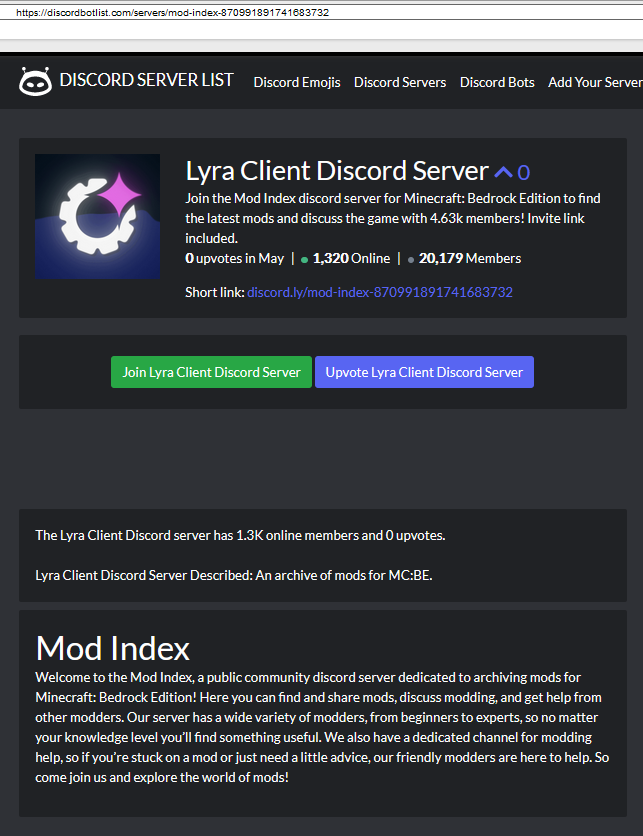 https://discordbotlist.com/servers/mod-index-870991891741683732
DISCORD SERVER LIST Discord Emojis Discord Servers Discord Bots Add Your Server
Lyra Client Discord Server 0
Join the Mod Index discord server for Minecraft: Bedrock Edition to find
the latest mods and discuss the game with 4.63k members! Invite link
included.
0 upvotes in May | ● 1,320 Online | ● 20,179 Members
Short link: discord.ly/mod-index-870991891741683732
Join Lyra Client Discord Server Upvote Lyra Client Discord Server
The Lyra Client Discord server has 1.3K online members and 0 upvotes.
Lyra Client Discord Server Described: An archive of mods for MC:BE.
Mod Index
Welcome to the Mod Index, a public community discord server dedicated to archiving mods for
Minecraft: Bedrock Edition! Here you can find and share mods, discuss modding, and get help from
other modders. Our server has a wide variety of modders, from beginners to experts, so no matter
your knowledge level you'll find something useful. We also have a dedicated channel for modding
help, so if you're stuck on a mod or just need a little advice, our friendly modders are here to help. So
come join us and explore the world of mods!